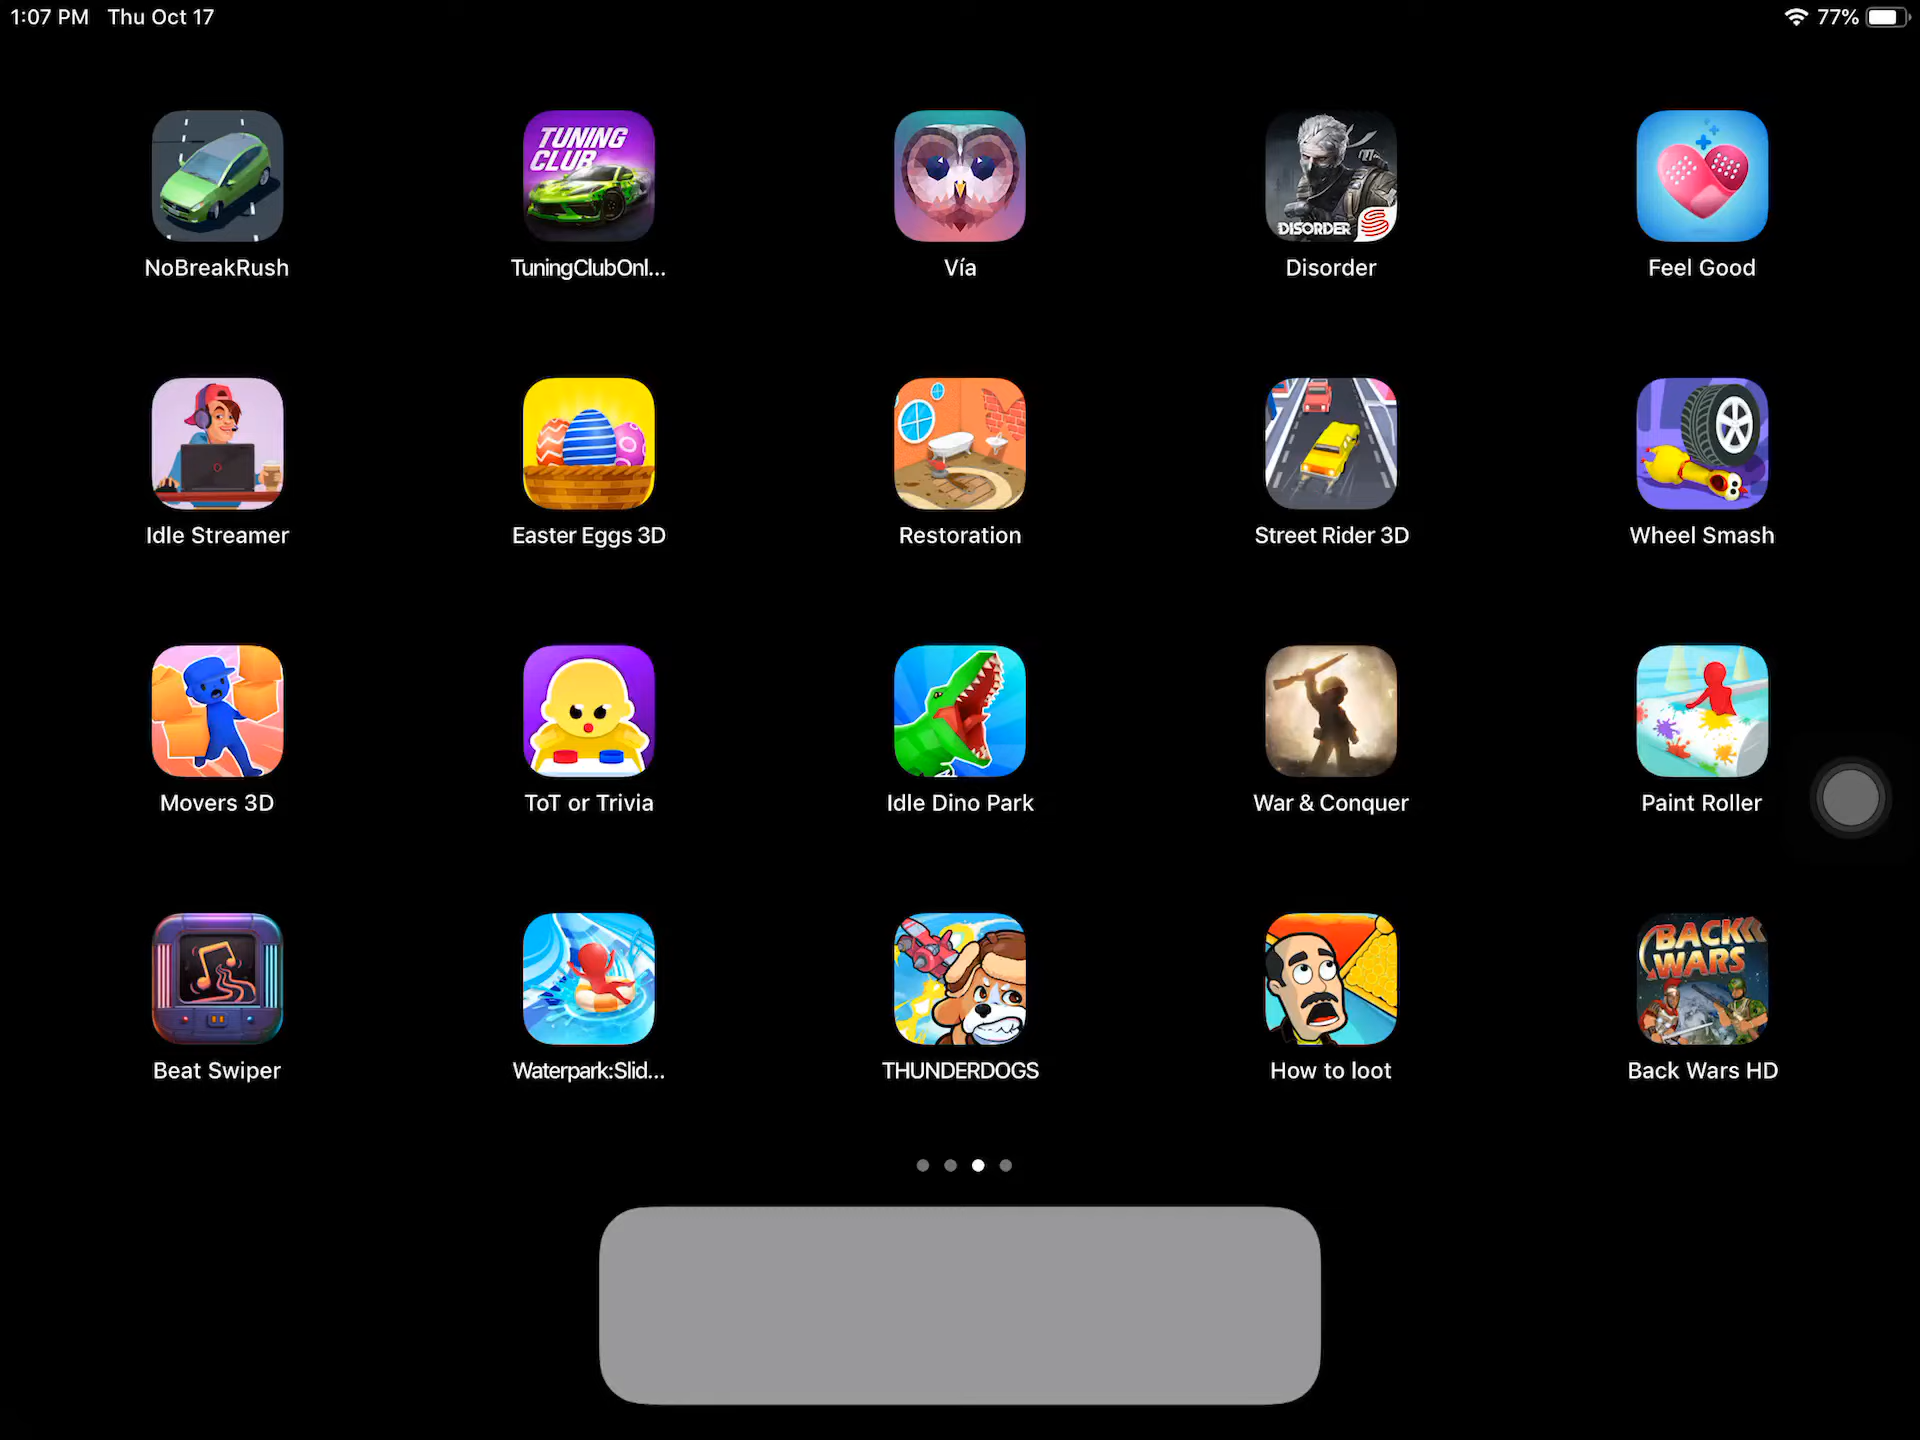 1:07 PM Thu Oct 17
77%
TUNING
CLUB
DISORDER
NoBreakRush
TuningClubOnl...
Vía
Disorder
Feel Good
Idle Streamer
Easter Eggs 3D
Restoration
Street Rider 3D
Wheel Smash
Movers 3D
ToT or Trivia
Idle Dino Park
War & Conquer
Paint Roller
BACK
WARS
Beat Swiper
Waterpark:Slid...
THUNDERDOGS
How to loot
Back Wars HD